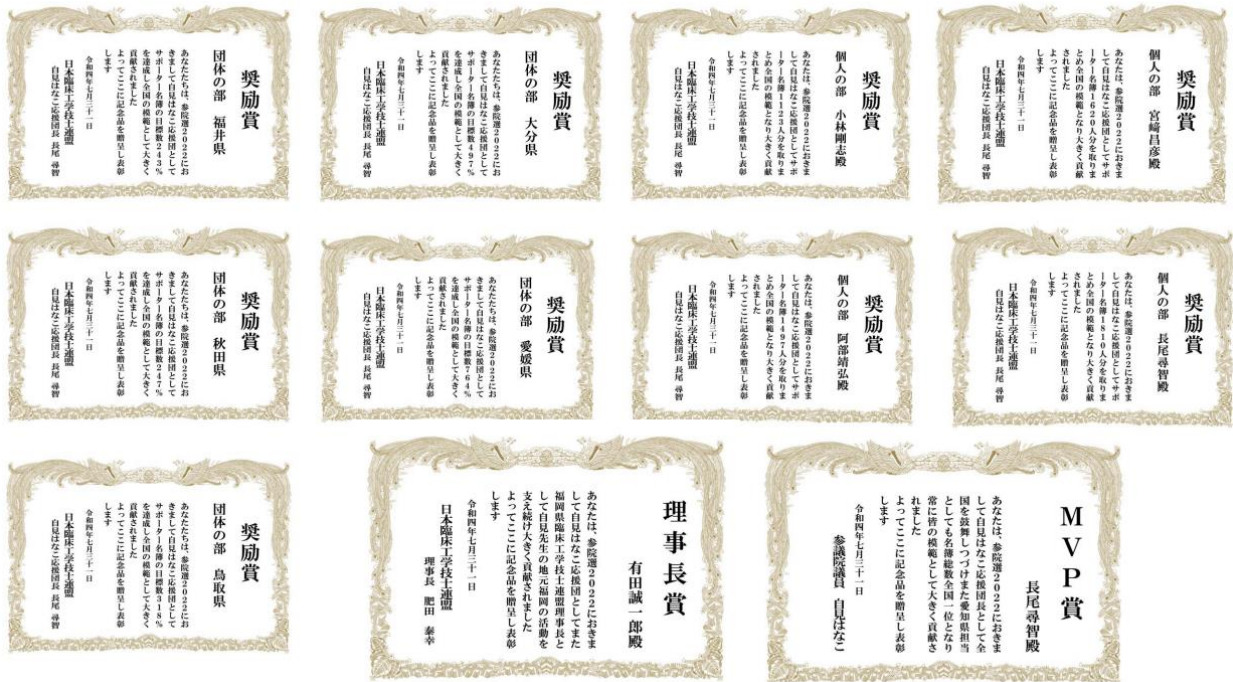 奨励賞
団体の部 福井県
あなたたちは、参院選2022にお
きまして自見はなこ応援団として
サポーター名簿の目標数243%
を達成し全国の模範として大きく
貢献されました
よってここに記念品を贈呈し表彰
します
令和四年七月三十一日
日本臨床工学技士連盟
自見はなこ応援団長 長尾 尋智
奨励賞
団体の部 大分県
あなたたちは、参院選2022にお
きまして自見はなこ応援団として
サポーター名簿の目標数497%
を達成し全国の模範として大きく
貢献されました
よってここに記念品を贈呈し表彰
します
令和四年七月三十一日
日本臨床工学技士連盟
自見はなこ応援団長 長尾 尋智
奨励賞
個人の部 小林剛志殿
あなたは、参院選2022におきま
して自見はなこ応援団としてサポ
ーター名簿1123人分を取りま
とめ全国の模範となり大きく貢献
されました
よってここに記念品を贈呈し表彰
します
令和四年七月三十一日
日本臨床工学技士連盟
自見はなこ応援団長 長尾 尋智
奨励賞
個人の部 宮崎昌彦殿
あなたは、参院選2022におきま
して自見はなこ応援団としてサポ
ーター名簿1620人分を取りま
とめ全国の模範となり大きく貢献
されました
よってここに記念品を贈呈し表彰
します
令和四年七月三十一日
日本臨床工学技士連盟
自見はなこ応援団長 長尾 尋智
奨励賞
団体の部 秋田県
あなたたちは、参院選2022にお
きまして自見はなこ応援団として
サポーター名簿の目標数247%
を達成し全国の模範として大きく
貢献されました
よってここに記念品を贈呈し表彰
します
令和四年七月三十一日
日本臨床工学技士連盟
自見はなこ応援団長 長尾 尋智
奨励賞
団体の部 愛媛県
あなたたちは、参院選2022にお
きまして自見はなこ応援団として
サポーター名簿の目標数764%
を達成し全国の模範として大きく
貢献されました
よってここに記念品を贈呈し表彰
します
令和四年七月三十一日
日本臨床工学技士連盟
自見はなこ応援団長 長尾 尋智
奨励賞
個人の部 阿部靖弘殿
あなたは、参院選2022におきま
して自見はなこ応援団としてサポ
ーター名簿1497人分を取りま
とめ全国の模範となり大きく貢献
されました
よってここに記念品を贈呈し表彰
します
令和四年七月三十一日
日本臨床工学技士連盟
自見はなこ応援団長 長尾 尋智
奨励賞
個人の部 長尾尋智殿
あなたは、参院選2022におきま
して自見はなこ応援団としてサポ
ーター名簿1810人分を取りま
とめ全国の模範となり大きく貢献
されました
よってここに記念品を贈呈し表彰
します
令和四年七月三十一日
日本臨床工学技士連盟
自見はなこ応援団長 長尾 尋智
奨励賞
団体の部 鳥取県
あなたたちは、参院選2022にお
きまして自見はなこ応援団として
サポーター名簿の目標数318%
を達成し全国の模範として大きく
貢献されました
よってここに記念品を贈呈し表彰
します
令和四年七月三十一日
日本臨床工学技士連盟
自見はなこ応援団長 長尾 尋智
理事長賞
有田誠一郎殿
あなたは、参院選2022におきま
して自見はなこ応援団としてまた
福岡県臨床工学技士連盟理事長と
して自見先生の地元福岡の活動を
支え続け大きく貢献されました
よってここに記念品を贈呈し表彰
します
令和四年七月三十一日
日本臨床工学技士連盟
理事長 肥田 泰幸
MVP賞
長尾尋智殿
あなたは、参院選2022におきま
して自見はなこ応援団長として全
国を鼓舞しつづけまた愛知県担当
としても名簿総数全国一位となり
常に皆の模範として大きく貢献さ
れました
よってここに記念品を贈呈し表彰
します
令和四年七月三十一日
参議院議員 自見はなこ